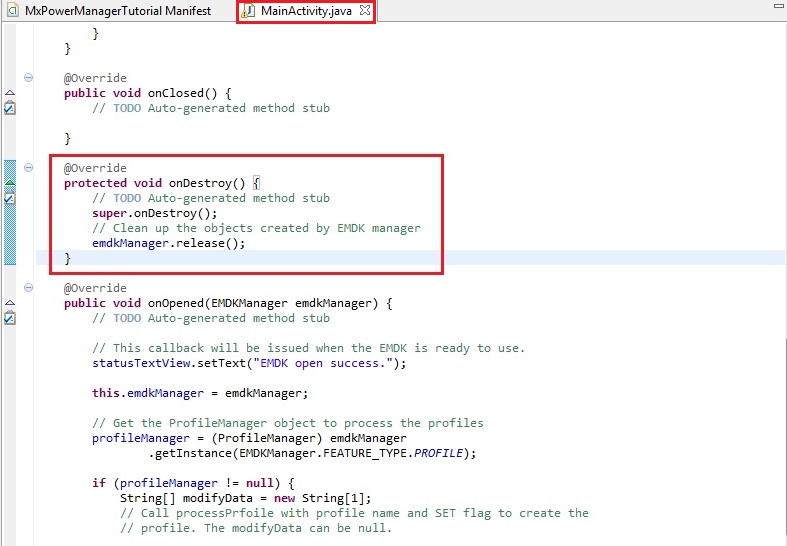 MxPowerManagerTutorial Manifest
MainActivity.java
}
}
@Override
public void onClosed() {
// TODO Auto-generated method stub
}
@Override
protected void onDestroy() {
// TODO Auto-generated method stub
super.onDestroy();
// Clean up the objects created by EMDK manager
emdkManager.release();
}
@Override
public void onOpened(EMDKManager emdkManager) {
// TODO Auto-generated method stub
// This callback will be issued when the EMDK is ready to use.
statusTextView.setText("EMDK open success.");
this.emdkManager = emdkManager;
// Get the ProfileManager object to process the profiles
profileManager = (ProfileManager) emdkManager
.getInstance(EMDKManager.FEATURE_TYPE.PROFILE);
if (profileManager != null) {
String[] modifyData = new String[1];
// Call processPrfoile with profile name and SET flag to create the
// profile. The modifyData can be null.